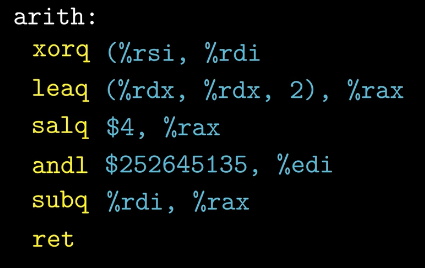 arith:
xorq (%rsi, %rdi
leaq (%rdx, %rdx, 2), %rax
salq $4, %rax
andl $252645135, %edi
subq %rdi, %rax
ret